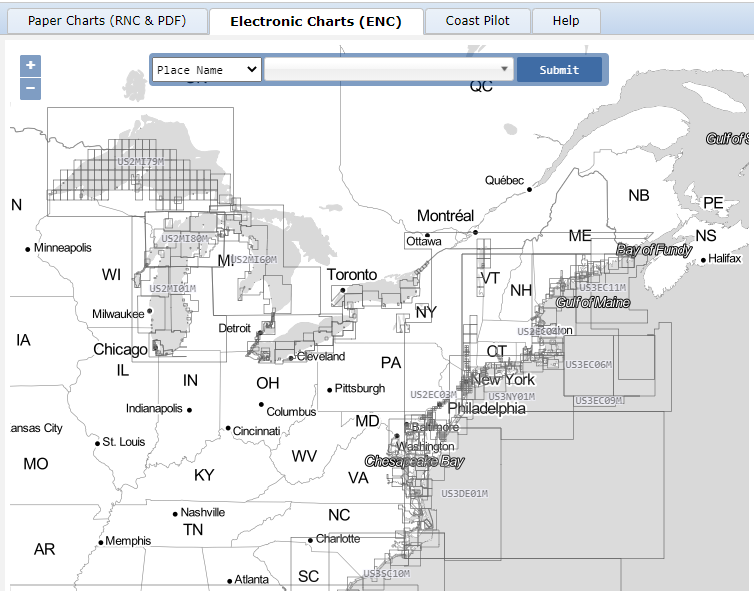 Paper Charts (RNC & PDF) Electronic Charts (ENC) Coast Pilot Help
+
−
Place Name Submit
QC
Gulf of S
US2MI79M
Québec
NB
N
PE
Montréal
ME
NS
US2MI80M
Ottawa
Minneapolis
Bay of Fundy
WI
MI
US2MI60M
Halifax
Toronto
VT
US2MI01M
NH
US3EC11M
Gulf of Maine
Milwaukee
NY
Detroit
IA
Chicago
CT
Cleveland
IL
PA
US3EC06M
IN
OH
New York
Pittsburgh
US2EC03M
US3NY01M
US3EC09M
Indianapolis
Columbus
Philadelphia
MD
ansas City
Cincinnati
Baltimore
St. Louis
Washington
WV
MO
Chesapeake Bay
KY
VA
US3DE01M
Nashville
NC
TN
Memphis
Charlotte
AR
Atlanta
SC
US3SC10M